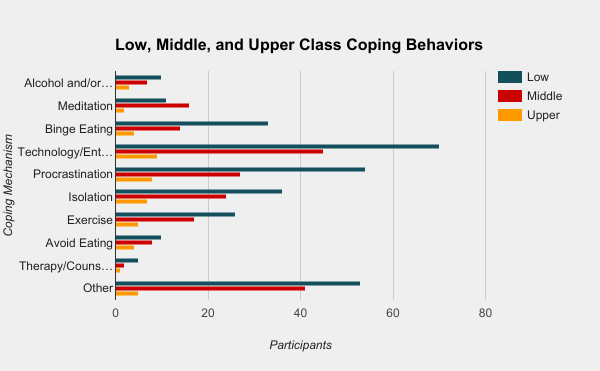 Low, Middle, and Upper Class Coping Behaviors
Low
Middle
Upper
Coping Mechanism
Alcohol and/or…
Meditation
Binge Eating
Technology/Ent…
Procrastination
Isolation
Exercise
Avoid Eating
Therapy/Couns…
Other
0 20 40 60 80
Participants